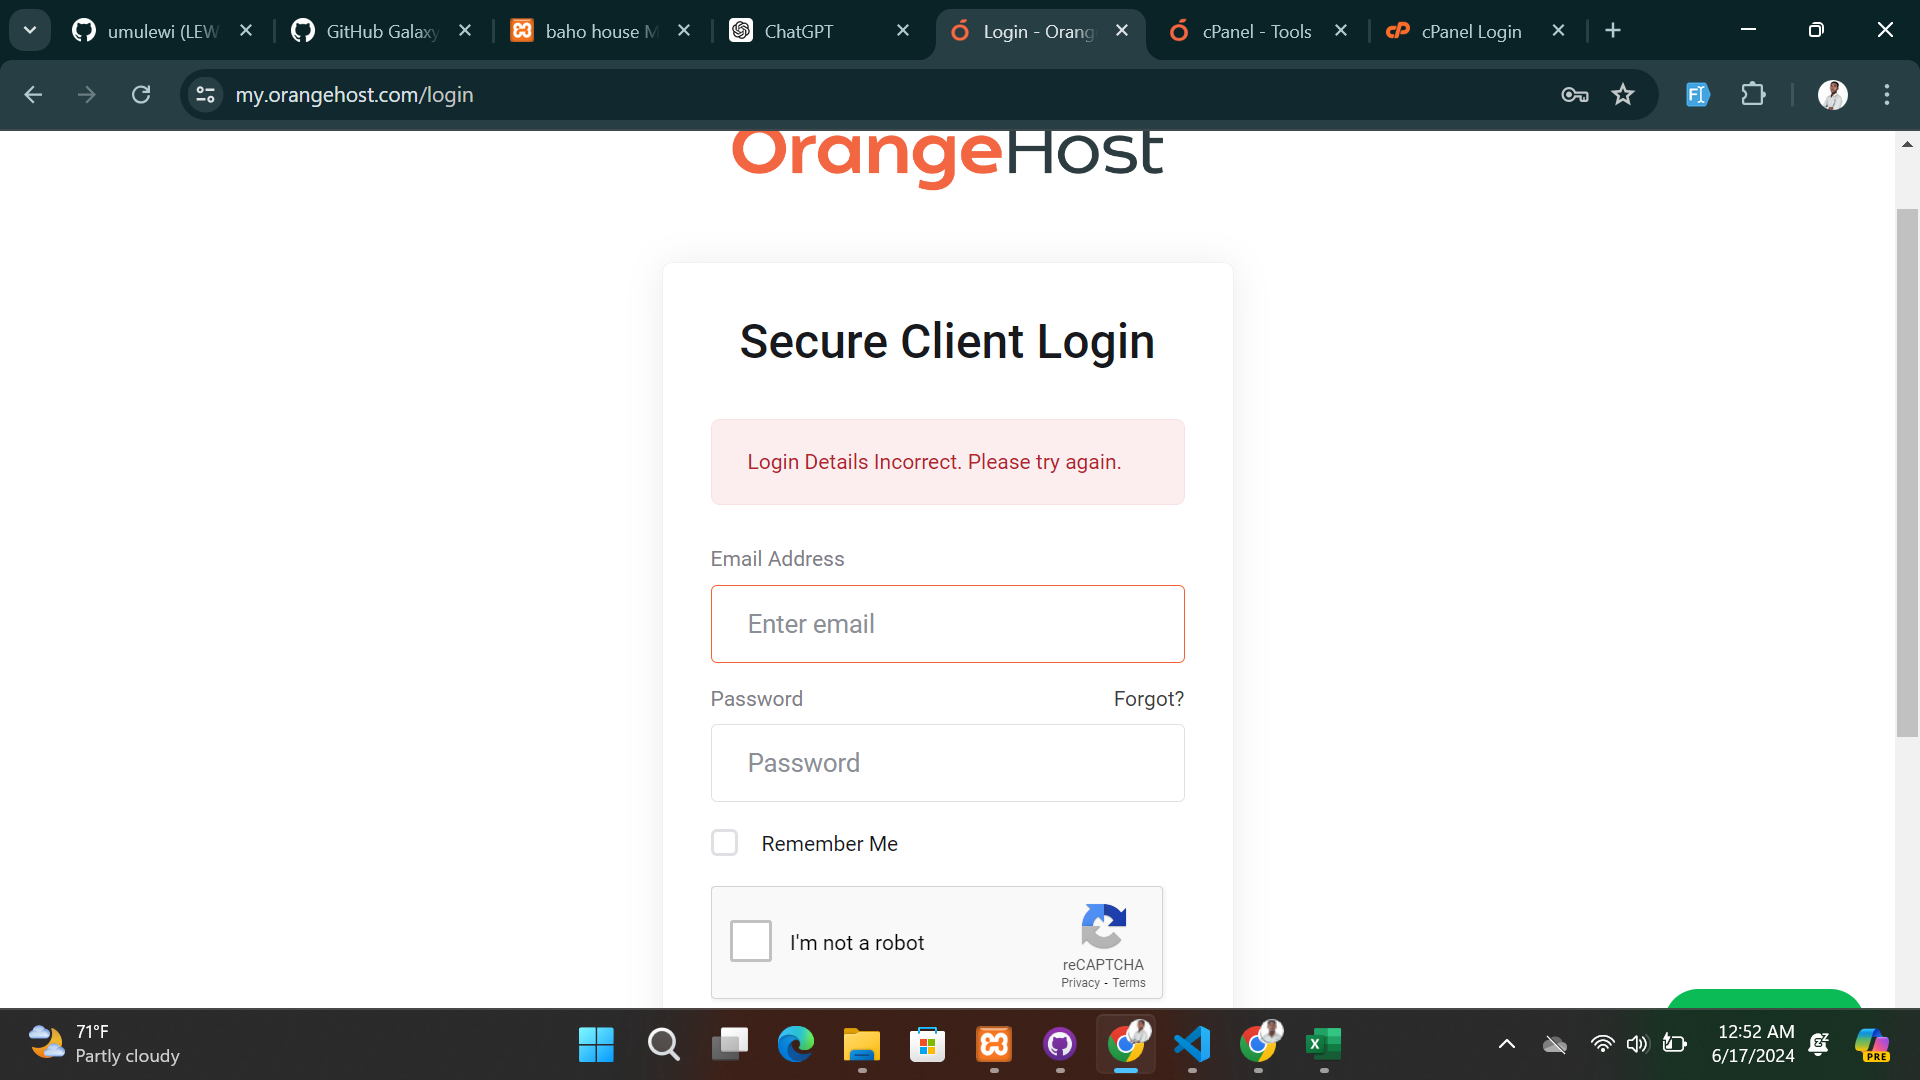 umulewi (LEW
GitHub Galaxy
baho house M
ChatGPT
Login - Orang
cPanel - Tools
cPanel Login
my.orangehost.com/login
OrangeHost
Secure Client Login
Login Details Incorrect. Please try again.
Email Address
Enter email
Password
Forgot?
Password
Remember Me
I'm not a robot
reCAPTCHA
Privacy - Terms
71°F
Partly cloudy
12:52 AM
6/17/2024
PRE